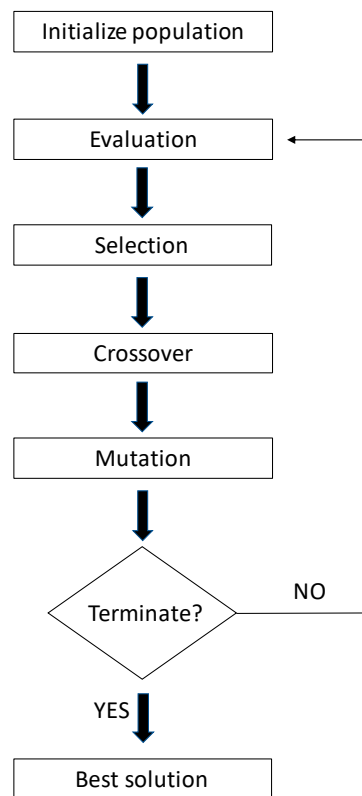 Initialize population
Evaluation
Selection
Crossover
Mutation
Terminate?
NO
YES
Best solution